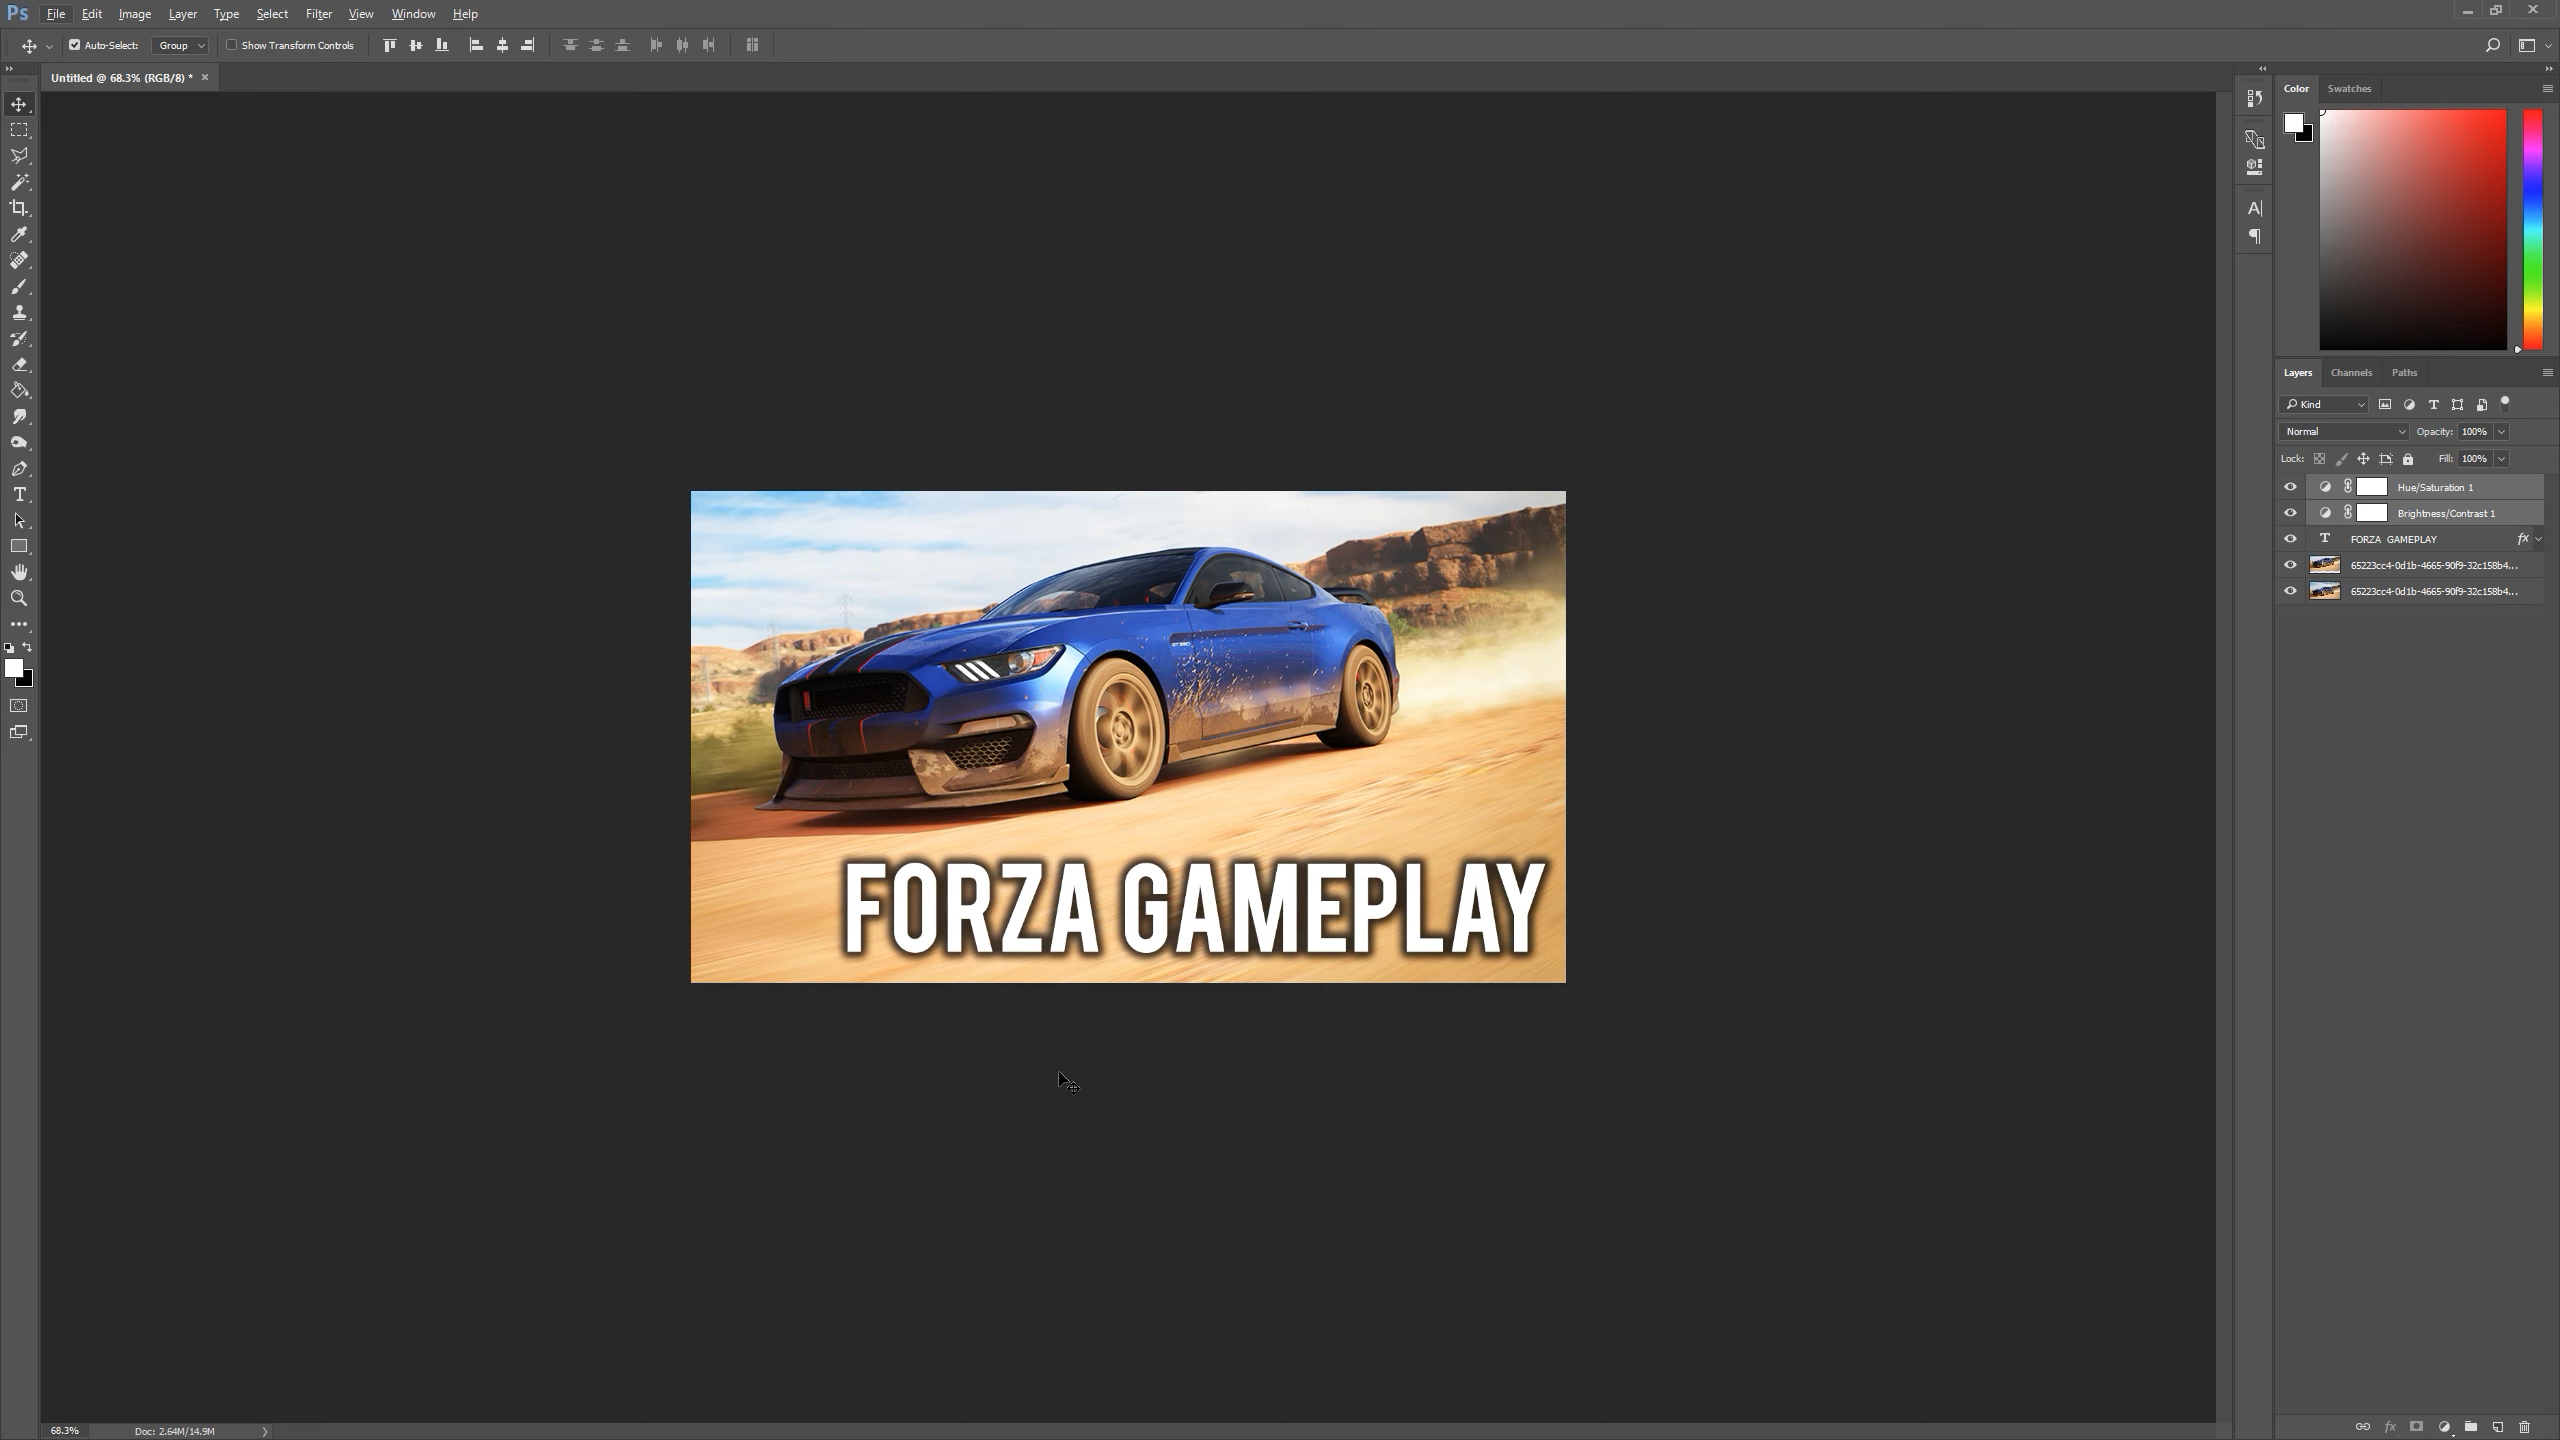 Ps File Edit Image Layer Type Select Filter View Window Help
Auto-Select: Group Show Transform Controls
Untitled @ 68.3% (RGB/8) *
Color Swatches
Layers Channels Paths
Kind
Normal Opacity: 100%
Lock: Fill: 100%
Hue/Saturation 1
Brightness/Contrast 1
FORZA GAMEPLAY fx
65223cc4-0d1b-4665-90f9-32c158b4...
65223cc4-0d1b-4665-90f9-32c158b4...
FORZA GAMEPLAY
68.3% Doc: 2.64M/14.9M